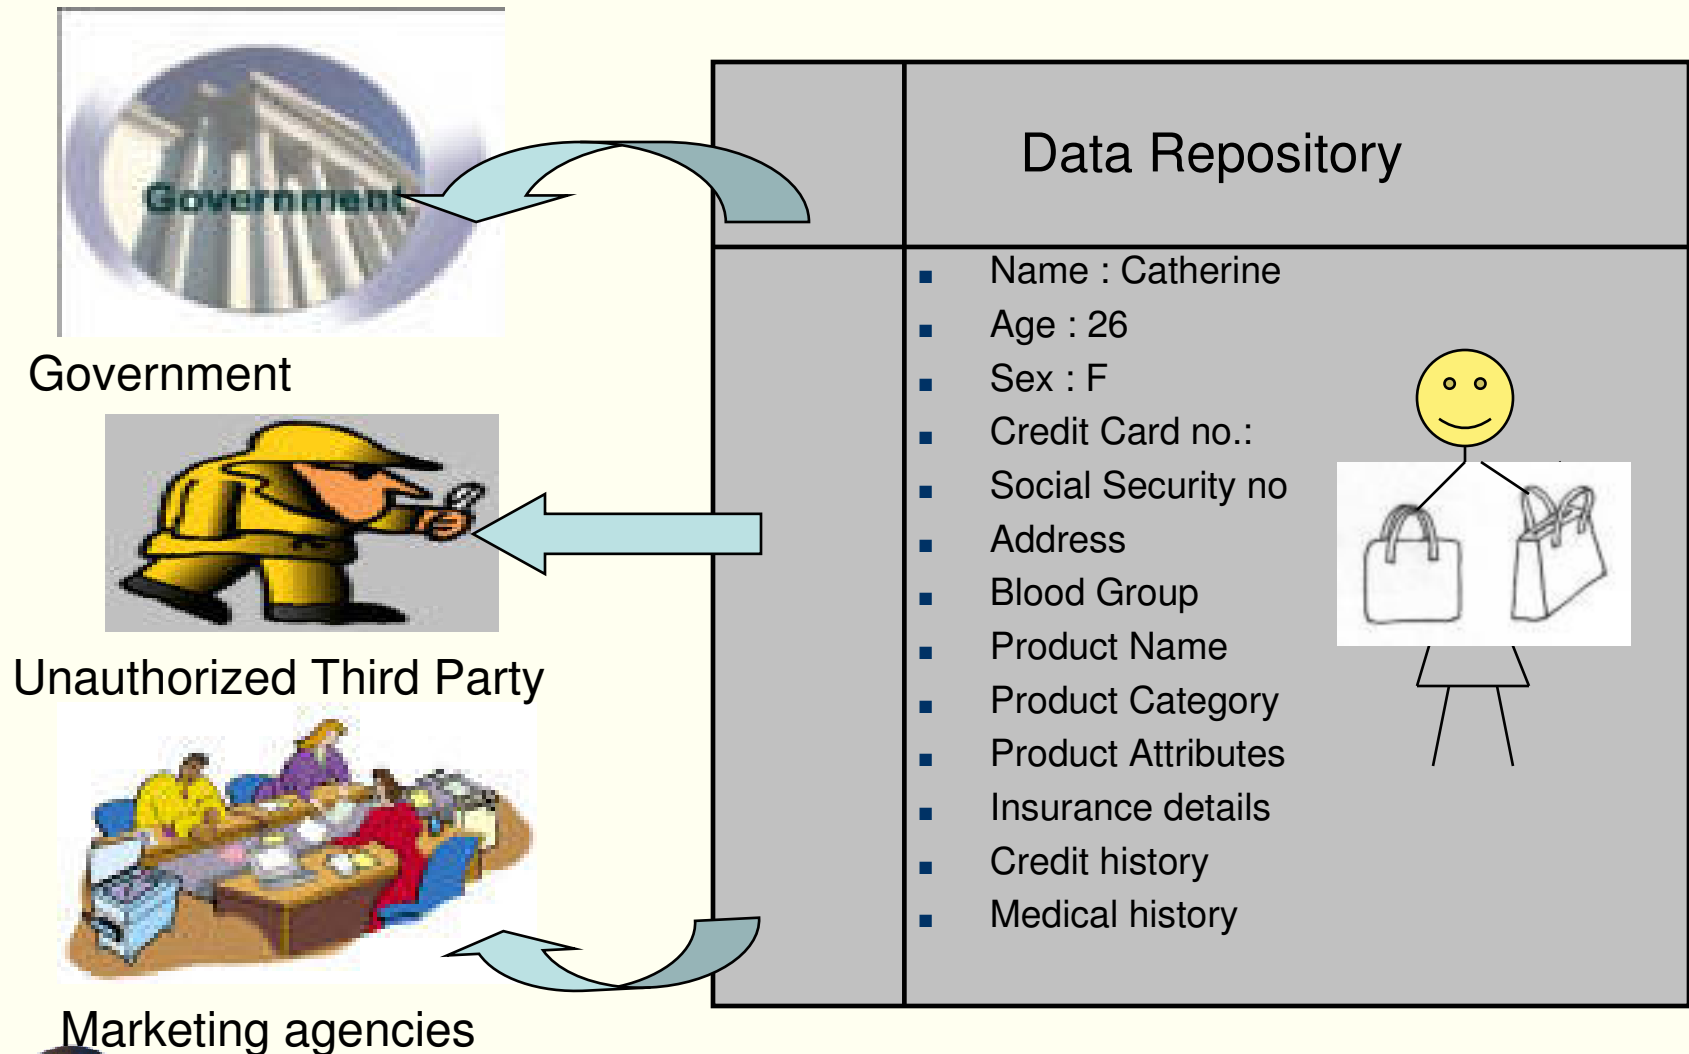 Government
Government
Unauthorized Third Party
Marketing agencies
Data Repository
Name : Catherine
Age : 26
Sex : F
Credit Card no.:
Social Security no
Address
Blood Group
Product Name
Product Category
Product Attributes
Insurance details
Credit history
Medical history